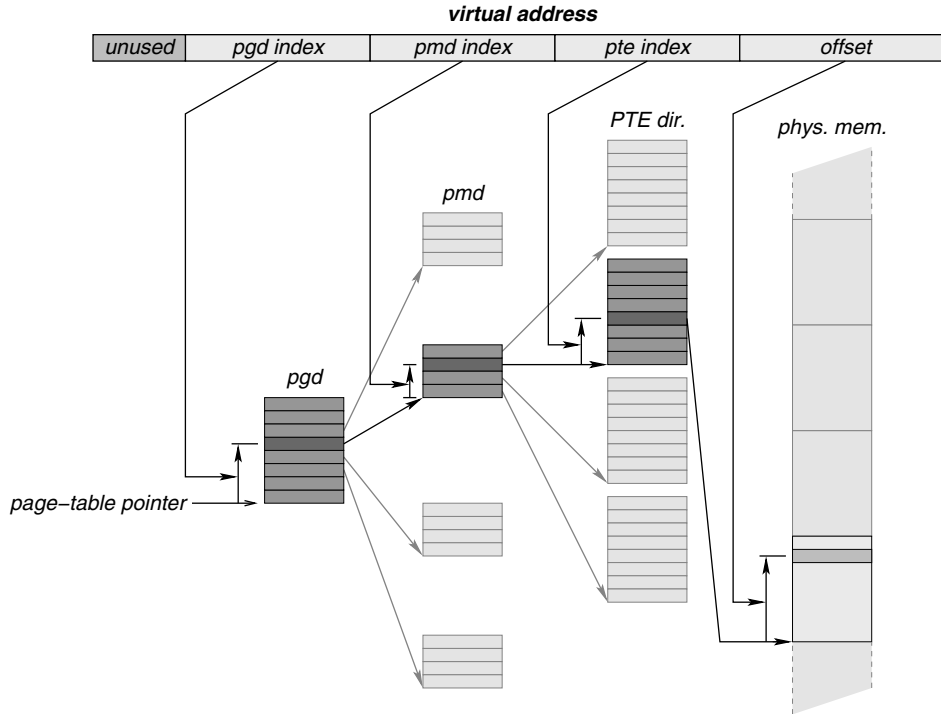 virtual address
unused pgd index pmd index pte index offset
PTE dir.
phys. mem.
pmd
pgd
page−table pointer